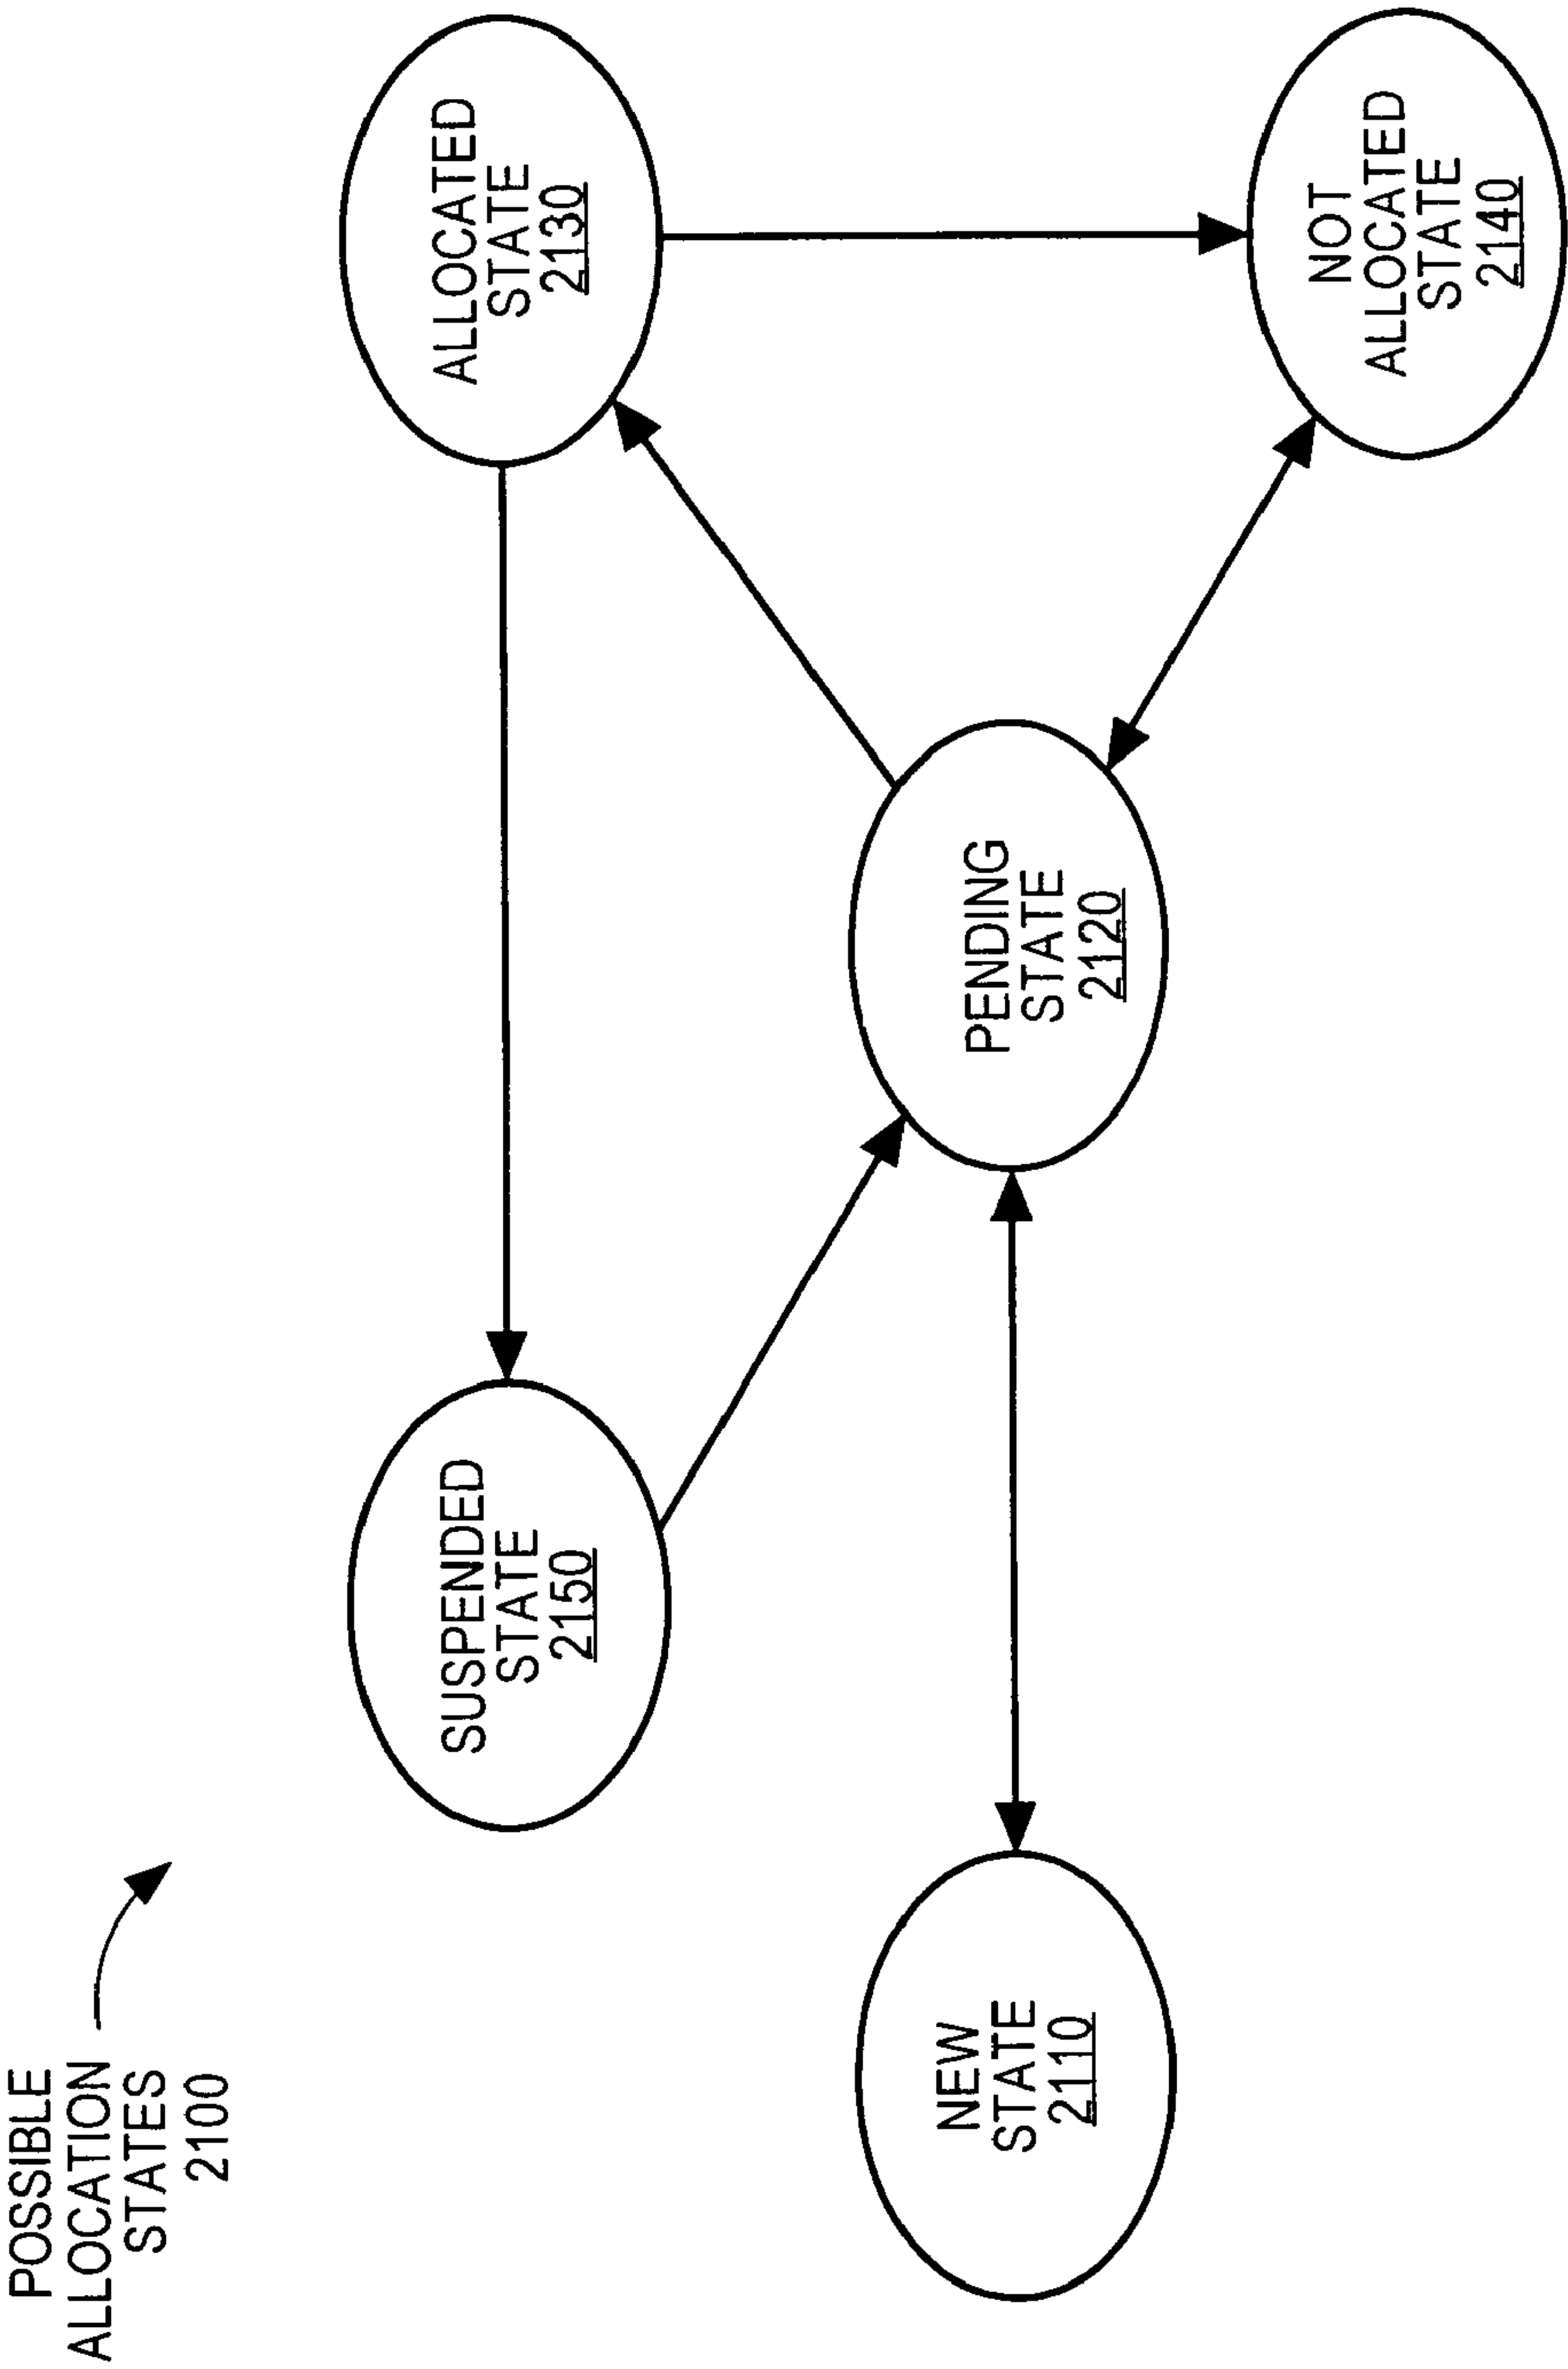 POSSIBLE
ALLOCATION
STATES
2100
SUSPENDED
STATE
2150
ALLOCATED
STATE
2130
NEW
STATE
2110
PENDING
STATE
2120
NOT
ALLOCATED
STATE
2140